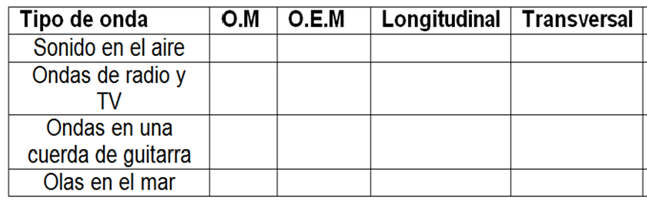 Tipo de onda O.M O.E.M Longitudinal Transversal
Sonido en el aire
Ondas de radio y
TV
Ondas en una
cuerda de guitarra
Olas en el mar